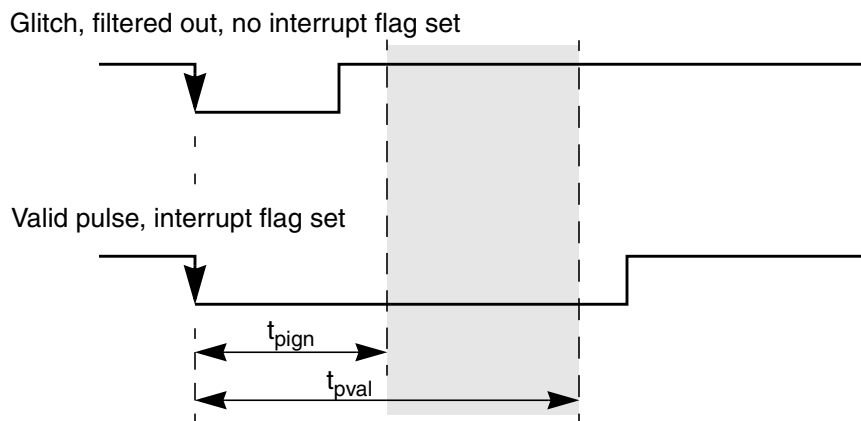 Glitch, filtered out, no interrupt flag set
Valid pulse, interrupt flag set
tpign
tpval